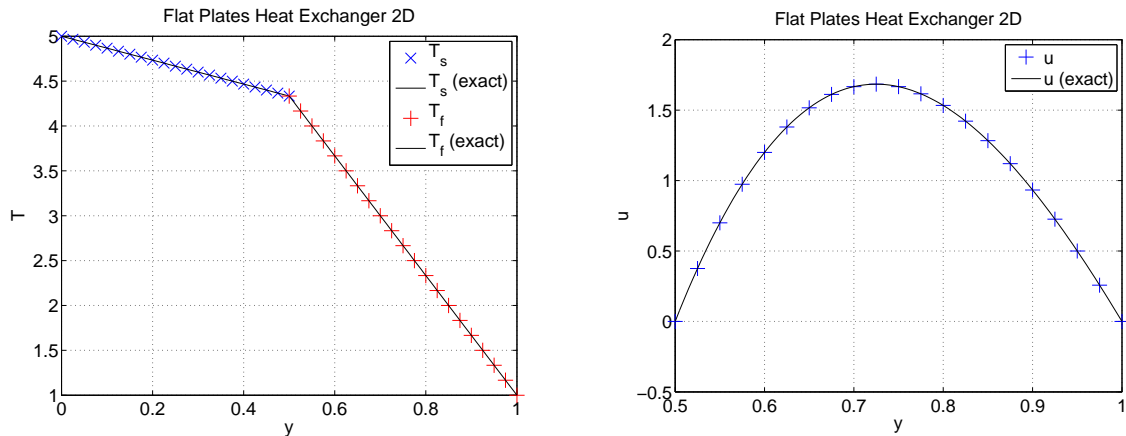 Flat Plates Heat Exchanger 2D
5
4.5
4
3.5
3
2.5
2
1.5
1
T
0
0.2
0.4
0.6
0.8
1
y
T_s
T_s (exact)
T_f
T_f (exact)
Flat Plates Heat Exchanger 2D
2
1.5
1
0.5
0
−0.5
u
0.5
0.6
0.7
0.8
0.9
1
y
u
u (exact)